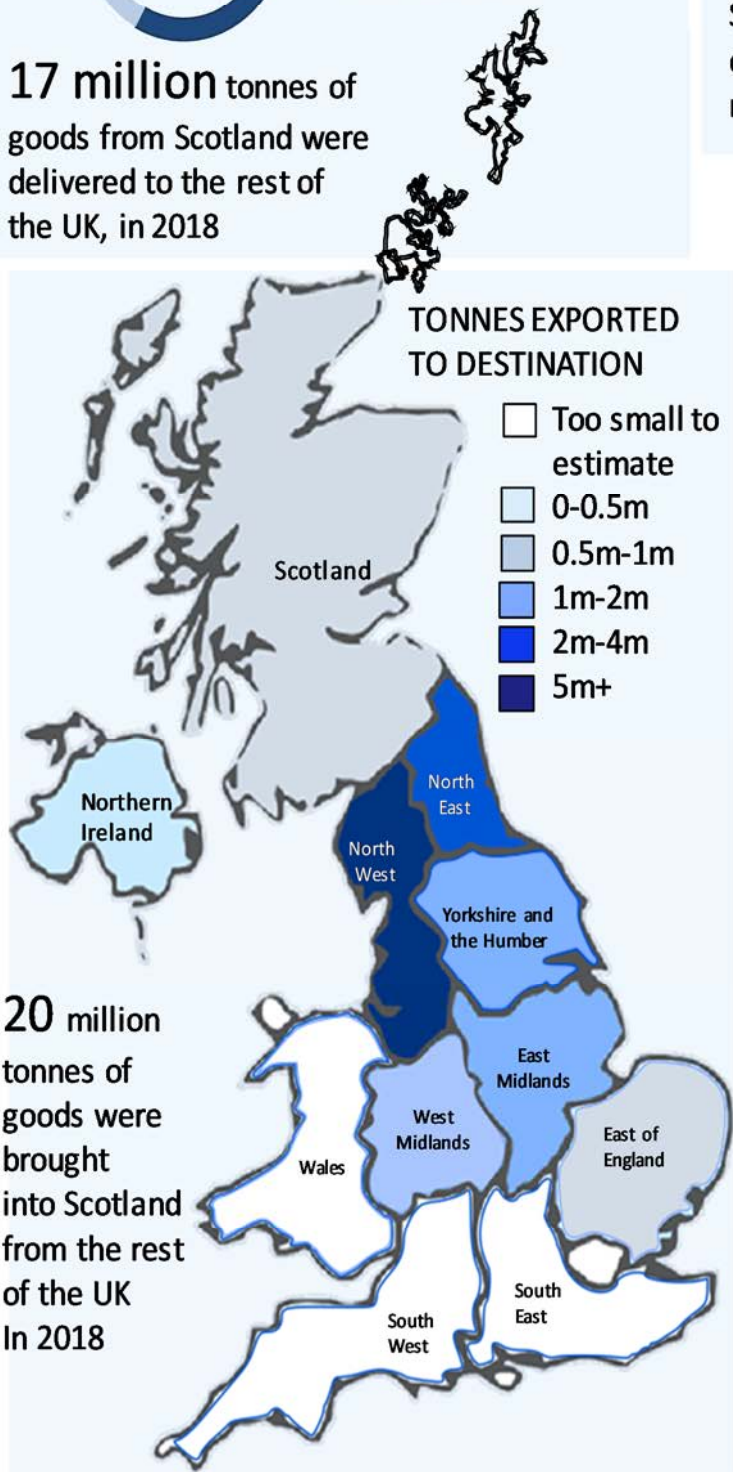 17 million tonnes of
goods from Scotland were
delivered to the rest of
the UK, in 2018
TONNES EXPORTED
TO DESTINATION
Too small to
estimate
0-0.5m
0.5m-1m
1m-2m
2m-4m
5m+
Scotland
Northern
Ireland
North
East
North
West
Yorkshire and
the Humber
East
Midlands
West
Midlands
East of
England
Wales
South
West
South
East
20 million
tonnes of
goods were
brought
into Scotland
from the rest
of the UK
In 2018